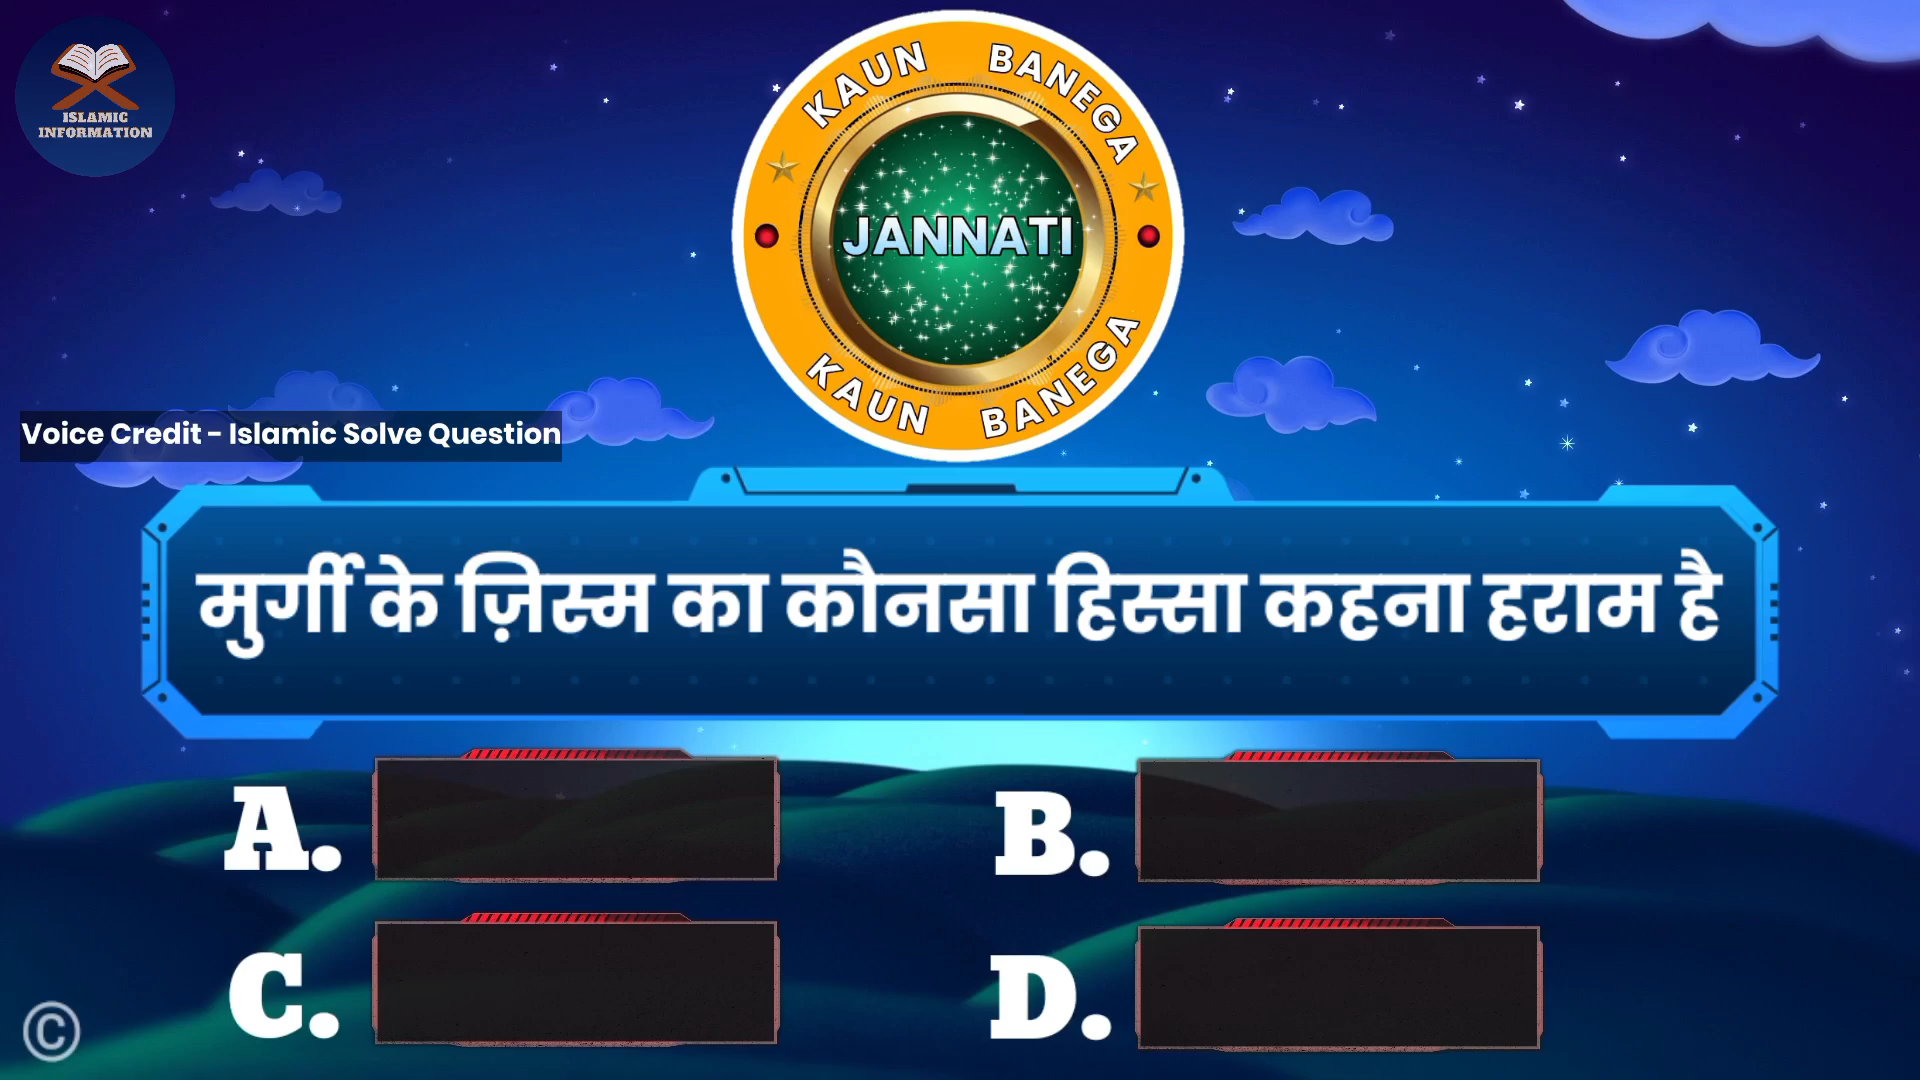 ISLAMIC
INFORMATION
KAUN BANEGA
JANNATI
KAUN BANEGA
Voice Credit - Islamic Solve Question
मुर्गी के ज़िस्म का कौनसा हिस्सा कहना हराम है
A.
B.
C.
D.
©